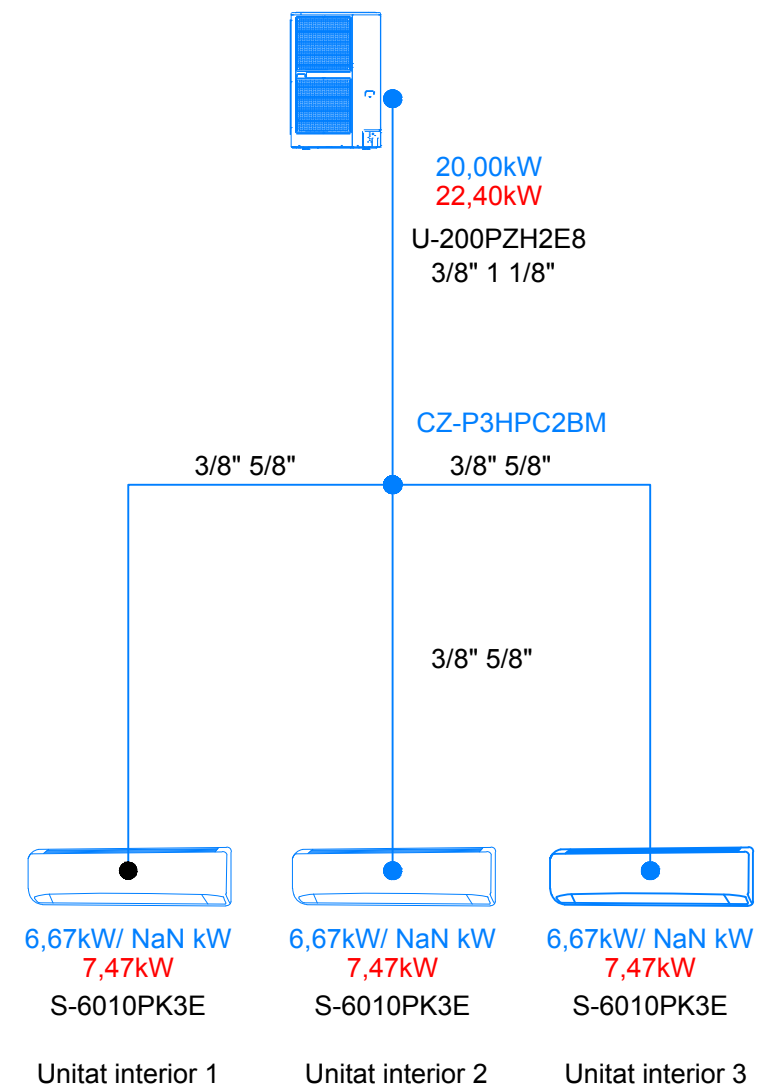 20,00kW
22,40kW
U-200PZH2E8
3/8" 1 1/8"
CZ-P3HPC2BM
3/8" 5/8"
3/8" 5/8"
3/8" 5/8"
6,67kW/ NaN kW
7,47kW
S-6010PK3E
Unitat interior 1
6,67kW/ NaN kW
7,47kW
S-6010PK3E
Unitat interior 2
6,67kW/ NaN kW
7,47kW
S-6010PK3E
Unitat interior 3